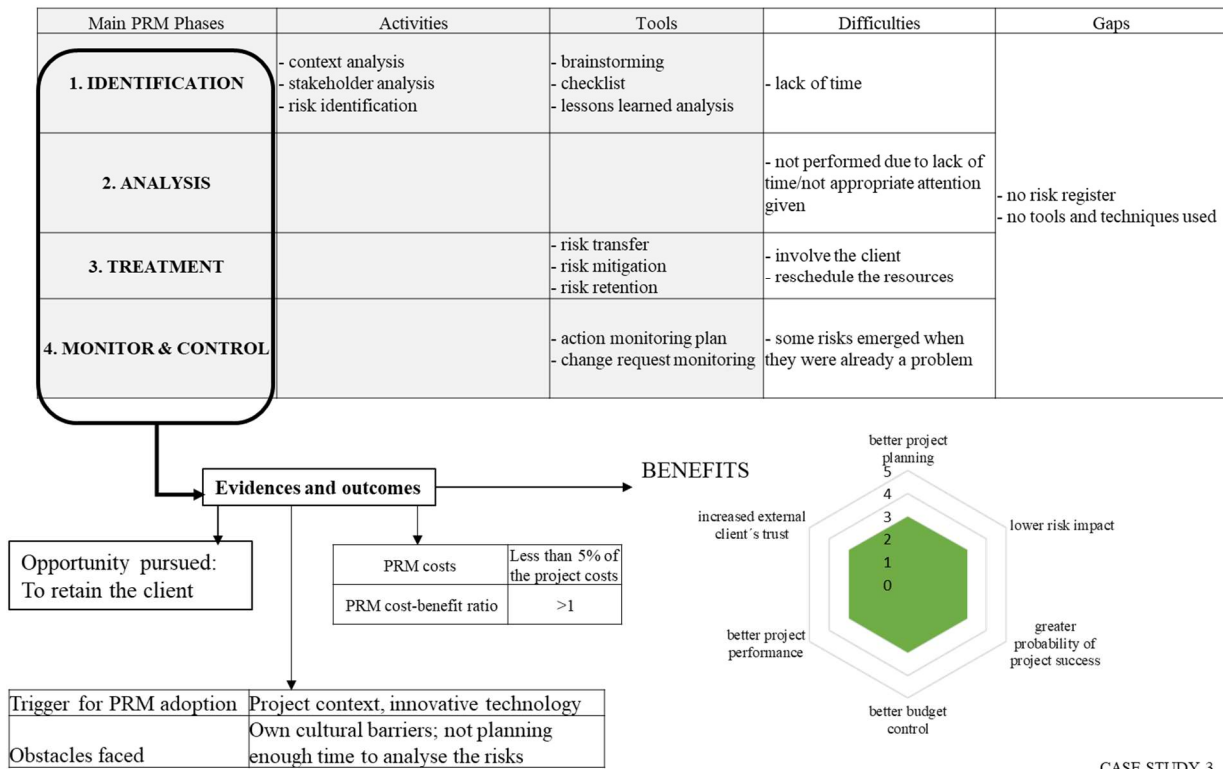 Main PRM Phases
Activities
Tools
Difficulties
Gaps
1. IDENTIFICATION
- context analysis
- stakeholder analysis
- risk identification
- brainstorming
- checklist
- lessons learned analysis
- lack of time
2. ANALYSIS
- not performed due to lack of
time/not appropriate attention
given
- no risk register
- no tools and techniques used
3. TREATMENT
- risk transfer
- risk mitigation
- risk retention
- involve the client
- reschedule the resources
4. MONITOR & CONTROL
- action monitoring plan
- change request monitoring
- some risks emerged when
they were already a problem
Evidences and outcomes
BENEFITS
Opportunity pursued:
To retain the client
PRM costs
Less than 5% of
the project costs
PRM cost-benefit ratio
>1
better project
planning
5
4
3
2
1
0
increased external
client´s trust
lower risk impact
better project
performance
greater
probability of
project success
better budget
control
Trigger for PRM adoption
Project context, innovative technology
Obstacles faced
Own cultural barriers; not planning
enough time to analyse the risks
CASE STUDY 3